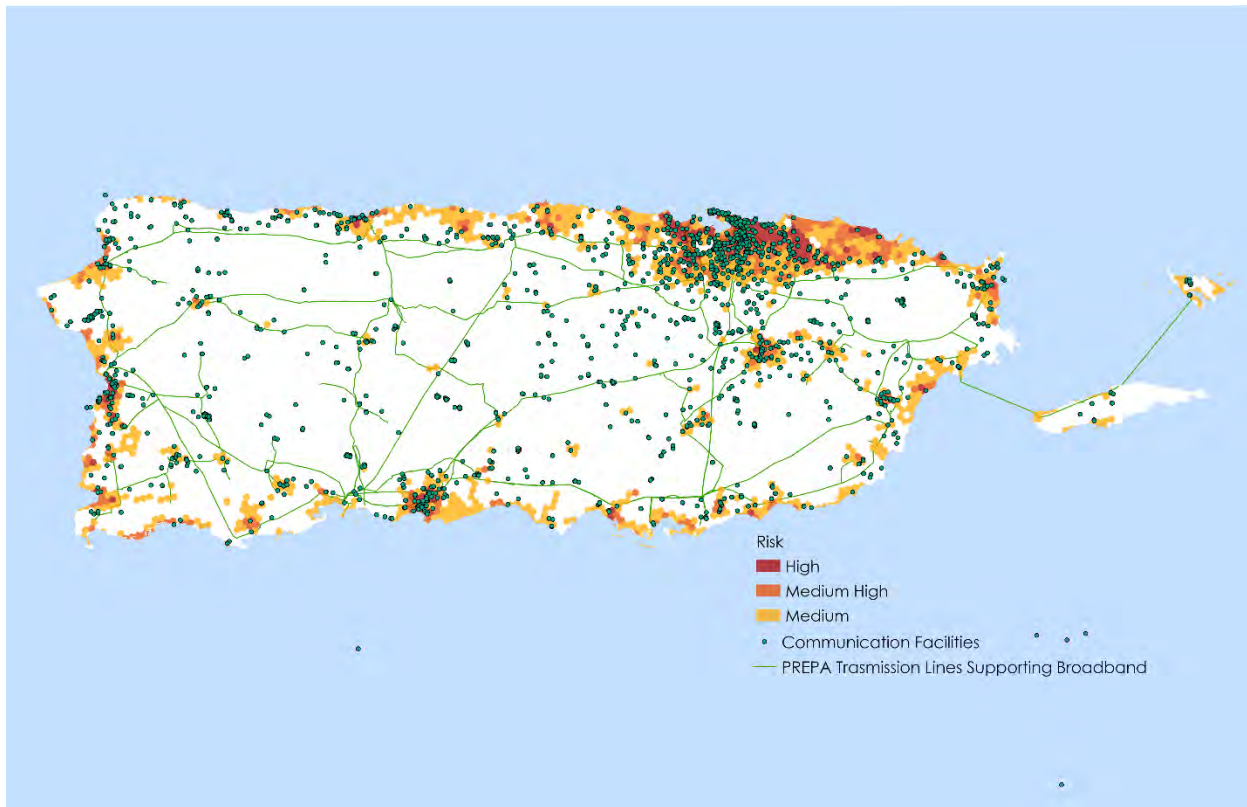 Risk
High
Medium High
Medium
Communication Facilities
PREPA Trasmission Lines Supporting Broadband